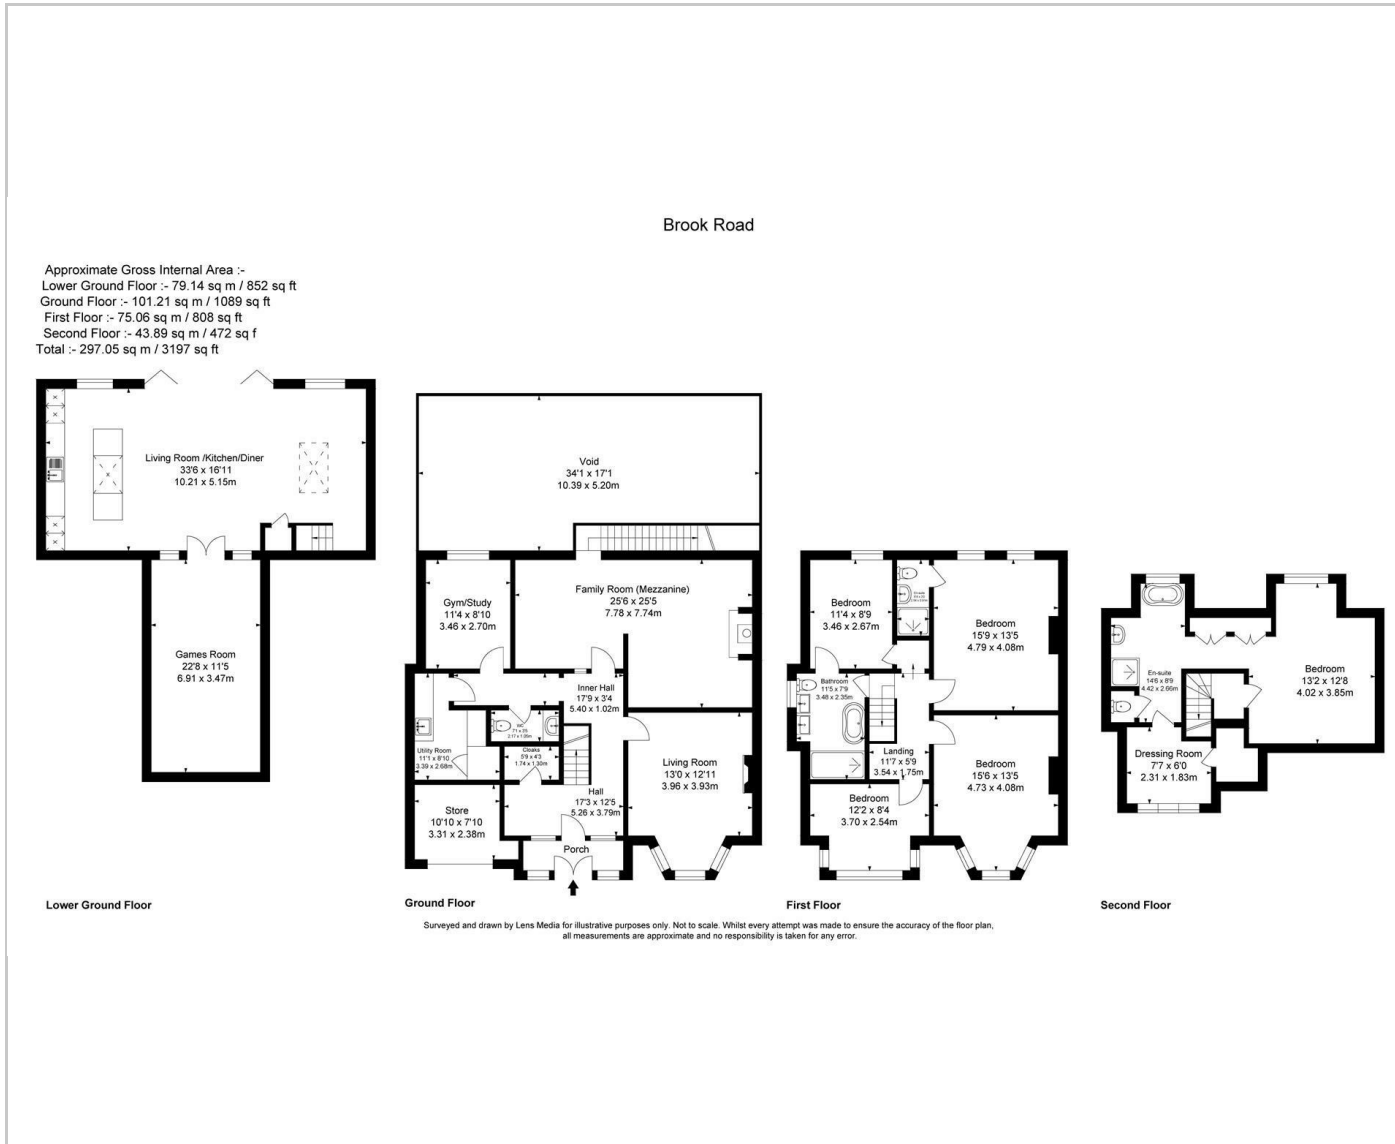 Brook Road
Approximate Gross Internal Area :-
Lower Ground Floor :- 79.14 sq m / 852 sq ft
Ground Floor :- 101.21 sq m / 1089 sq ft
First Floor :- 75.06 sq m / 808 sq ft
Second Floor :- 43.89 sq m / 472 sq f
Total :- 297.05 sq m / 3197 sq ft
Living Room /Kitchen/Diner
33'6 x 16'11
10.21 x 5.15m
Games Room
22'8 x 11'5
6.91 x 3.47m
Lower Ground Floor
Void
34'1 x 17'1
10.39 x 5.20m
Gym/Study
11'4 x 8'10
3.46 x 2.70m
Family Room (Mezzanine)
25'6 x 25'5
7.78 x 7.74m
Inner Hall
17'9 x 3'4
5.40 x 1.02m
WC
Utility Room
11'1 x 8'10
3.39 x 2.68m
Cloaks
5'9 x 4'3
1.74 x 1.30m
Living Room
13'0 x 12'11
3.96 x 3.93m
Hall
17'3 x 12'5
5.26 x 3.79m
Store
10'10 x 7'10
3.31 x 2.38m
Porch
Ground Floor
Bedroom
11'4 x 8'9
3.46 x 2.67m
En-suite
Bedroom
15'9 x 13'5
4.79 x 4.08m
Bathroom
11'5 x 7'9
3.48 x 2.35m
Landing
11'7 x 5'9
3.54 x 1.75m
Bedroom
15'6 x 13'5
4.73 x 4.08m
Bedroom
12'2 x 8'4
3.70 x 2.54m
First Floor
En-suite
14'6 x 8'9
4.42 x 2.66m
Bedroom
13'2 x 12'8
4.02 x 3.85m
Dressing Room
7'7 x 6'0
2.31 x 1.83m
Second Floor
Surveyed and drawn by Lens Media for illustrative purposes only. Not to scale. Whilst every attempt was made to ensure the accuracy of the floor plan,
all measurements are approximate and no responsibility is taken for any error.